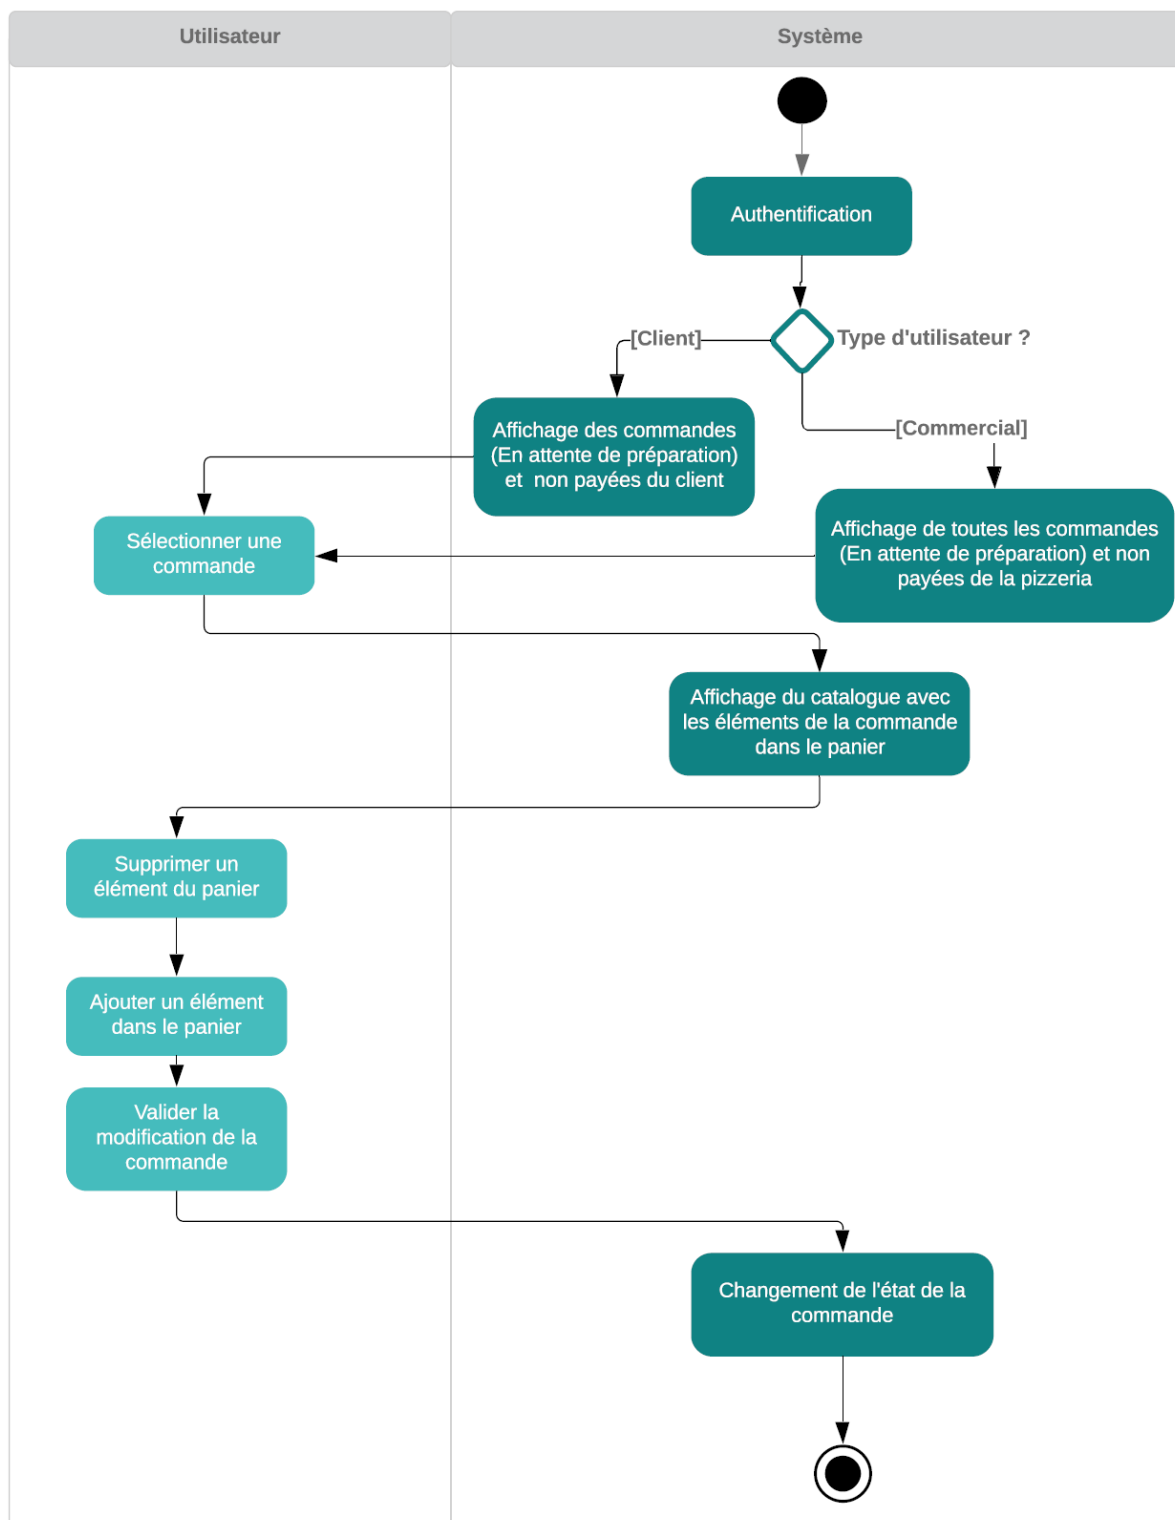 Utilisateur
Système
Authentification
[Client]
Type d'utilisateur ?
Affichage des commandes
(En attente de préparation)
et non payées du client
[Commercial]
Sélectionner une
commande
Affichage de toutes les commandes
(En attente de préparation) et non
payées de la pizzeria
Affichage du catalogue avec
les éléments de la commande
dans le panier
Supprimer un
élément du panier
Ajouter un élément
dans le panier
Valider la
modification de la
commande
Changement de l'état de la
commande